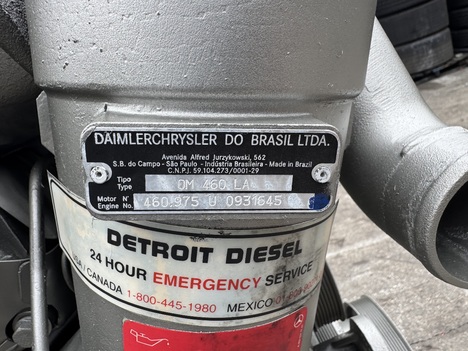 DAIMLERCHRYSLER DO BRASIL LTDA.
Avenida Alfred Jurzykowski, 562
S.B. do Campo - São Paulo - Indústria Brasileira - Made in Brazil
C.N.P.J. 59.104.273/0001-29
Tipo
Type
OM 460 LA
Motor N°
Engine No.
460.975 U 0931645
DETROIT DIESEL
24 HOUR EMERGENCY SERVICE
/ CANADA 1-800-445-1980 MEXICO